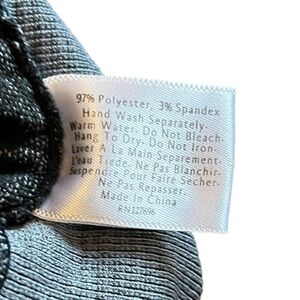 97% Polyester, 3% Spandex
Hand Wash Separately-
Warm Water- Do Not Bleach-
Hang To Dry- Do Not Iron-
Laver A La Main Separement-
L'eau Tiede. Ne Pas Blanchir-
Suspendre Pour Faire Secher-
Ne Pas Repasser.
Made In China
RN127696